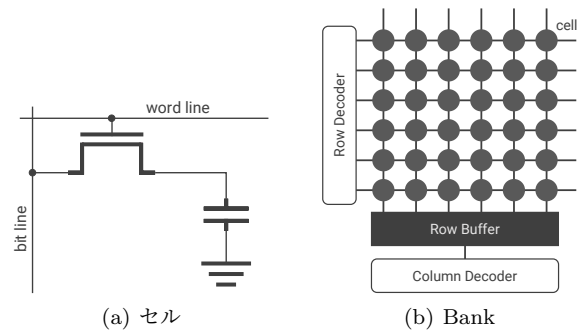 word line
bit line
(a) セル
cell
Row Decoder
Row Buffer
Column Decoder
(b) Bank